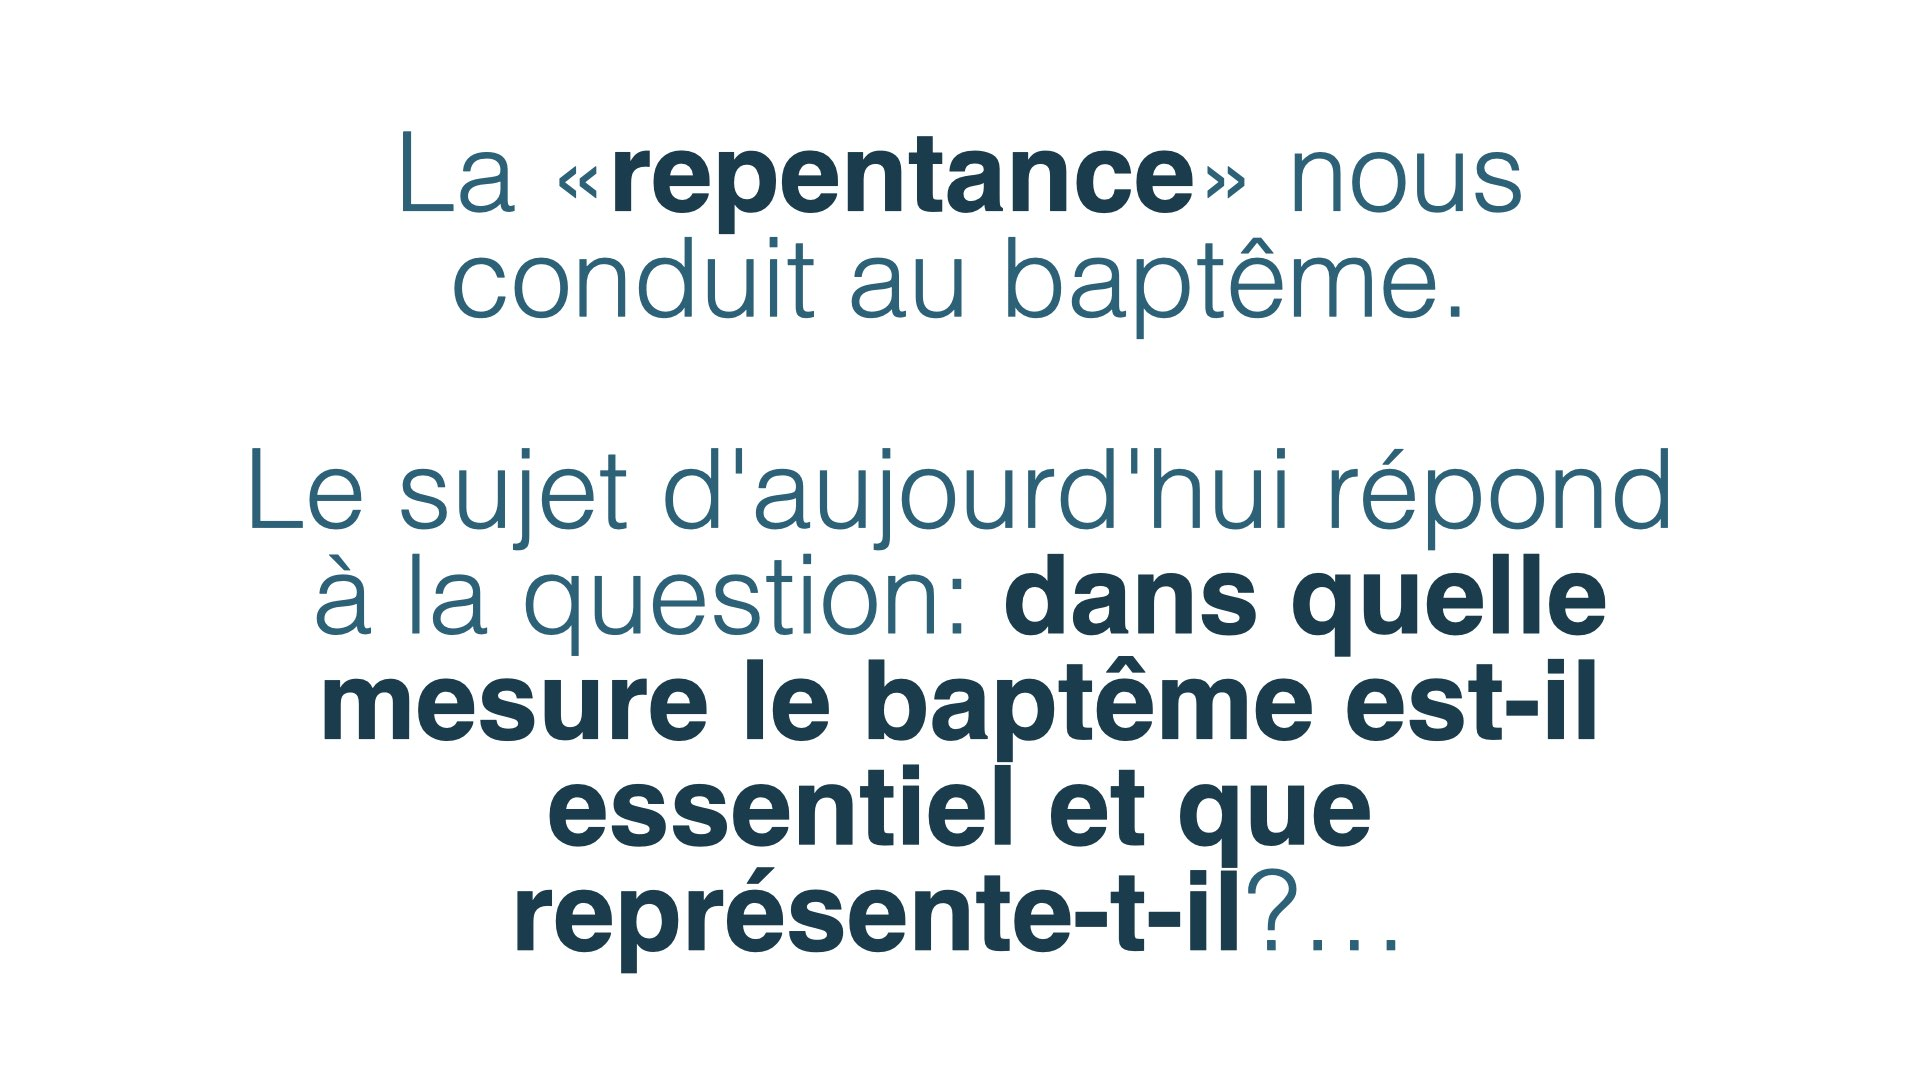 La «repentance» nous
conduit au baptême.
Le sujet d'aujourd'hui répond
à la question: dans quelle
mesure le baptême est-il
essentiel et que
représente-t-il?…